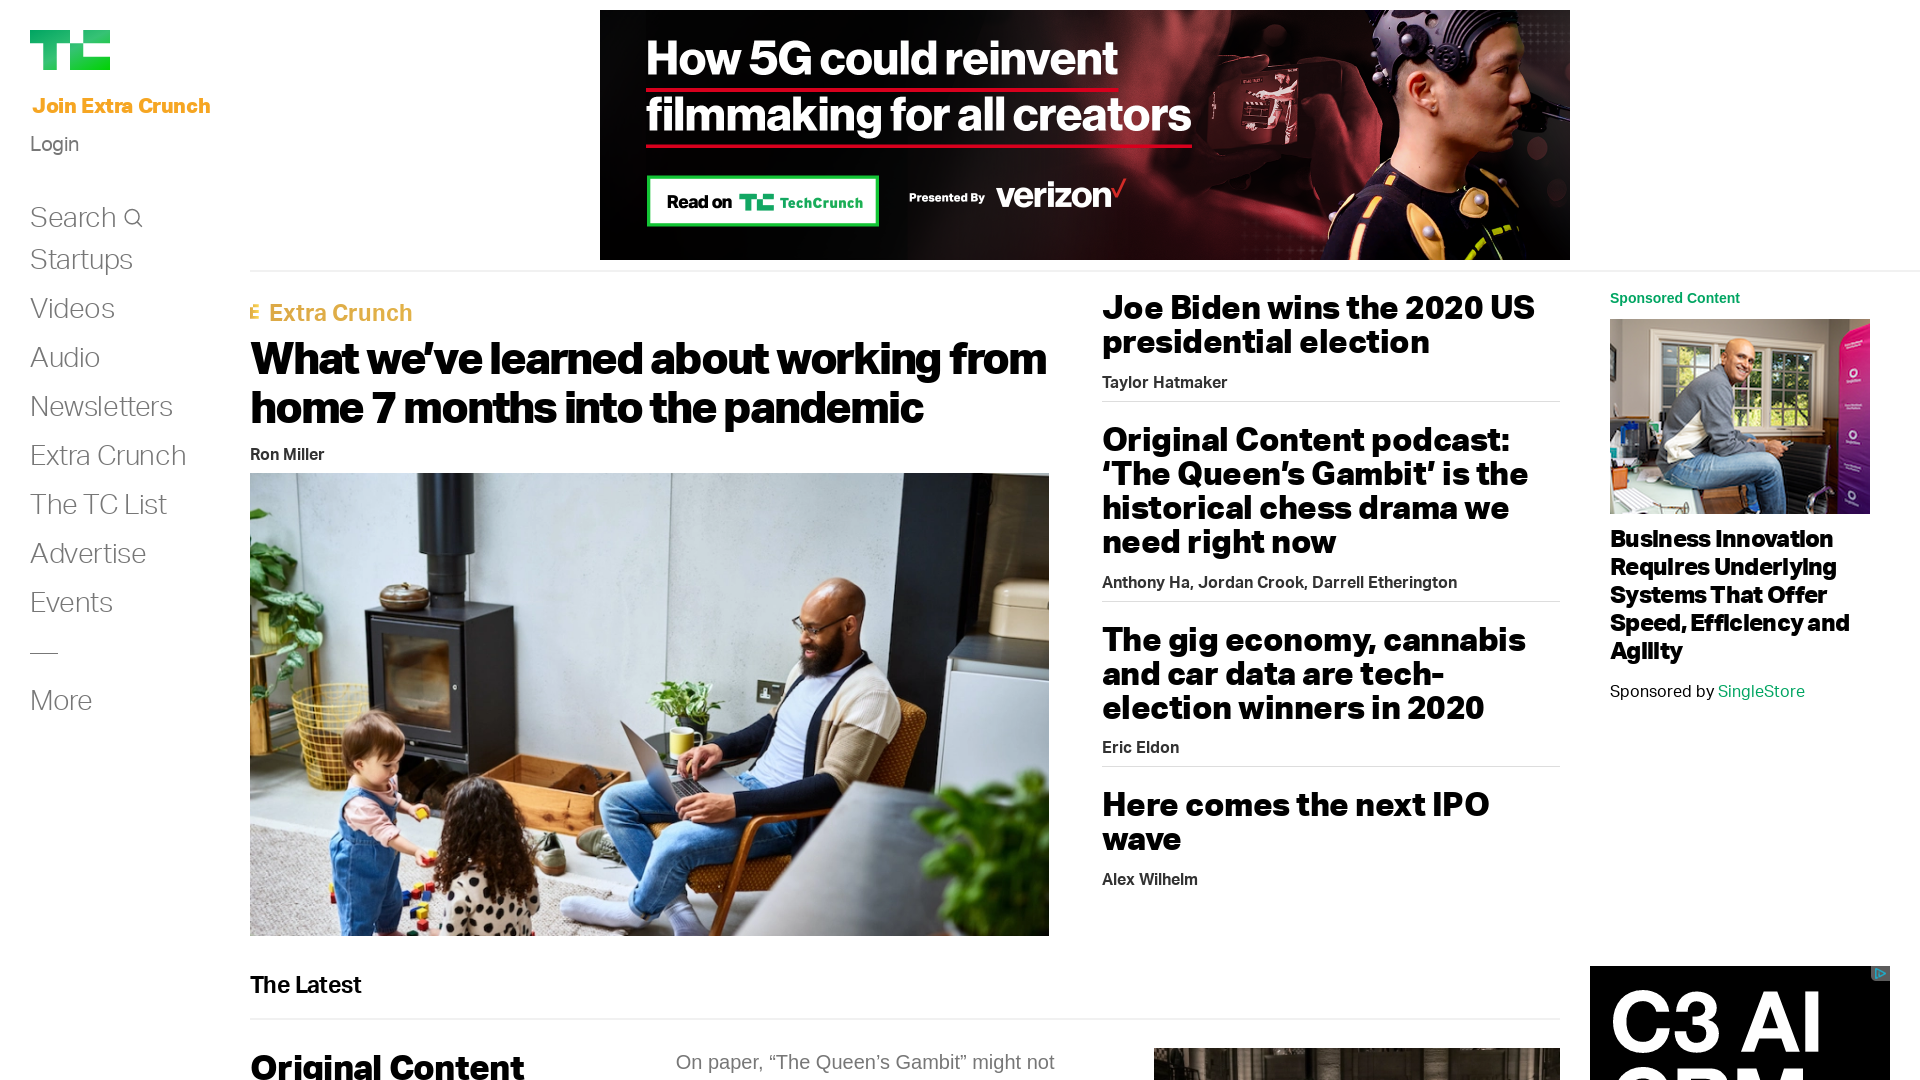 Join Extra Crunch
Login
Search
Startups
Videos
Audio
Newsletters
Extra Crunch
The TC List
Advertise
Events
More
How 5G could reinvent
filmmaking for all creators
Read on TC TechCrunch
Presented By verizon
Extra Crunch
What we’ve learned about working from
home 7 months into the pandemic
Ron Miller
Joe Biden wins the 2020 US
presidential election
Taylor Hatmaker
Original Content podcast:
‘The Queen’s Gambit’ is the
historical chess drama we
need right now
Anthony Ha, Jordan Crook, Darrell Etherington
The gig economy, cannabis
and car data are tech-
election winners in 2020
Eric Eldon
Here comes the next IPO
wave
Alex Wilhelm
Sponsored Content
Business Innovation
Requires Underlying
Systems That Offer
Speed, Efficiency and
Agility
Sponsored by SingleStore
The Latest
Original Content
On paper, “The Queen’s Gambit” might not
C3 AI
CRM